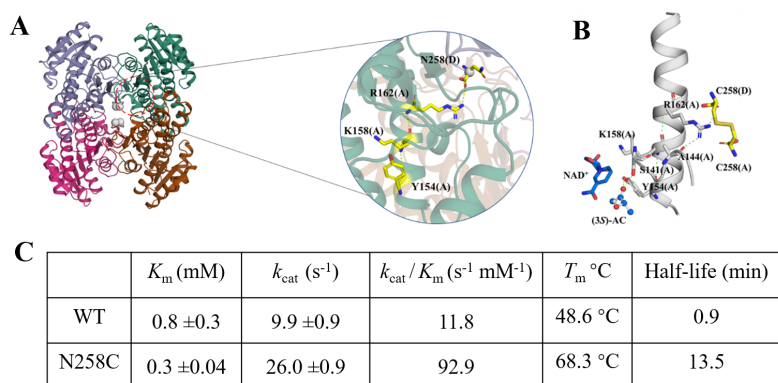 A
N258(D)
R162(A)
K158(A)
Y154(A)
B
R162(A)
C258(D)
K158(A)
A144(A)
S141(A)
NAD+
C258(A)
Y154(A)
(3S)-AC
C
Km (mM) kcat (s-1) kcat / Km (s-1 mM-1) Tm °C Half-life (min)
WT 0.8 ±0.3 9.9 ±0.9 11.8 48.6 °C 0.9
N258C 0.3 ±0.04 26.0 ±0.9 92.9 68.3 °C 13.5